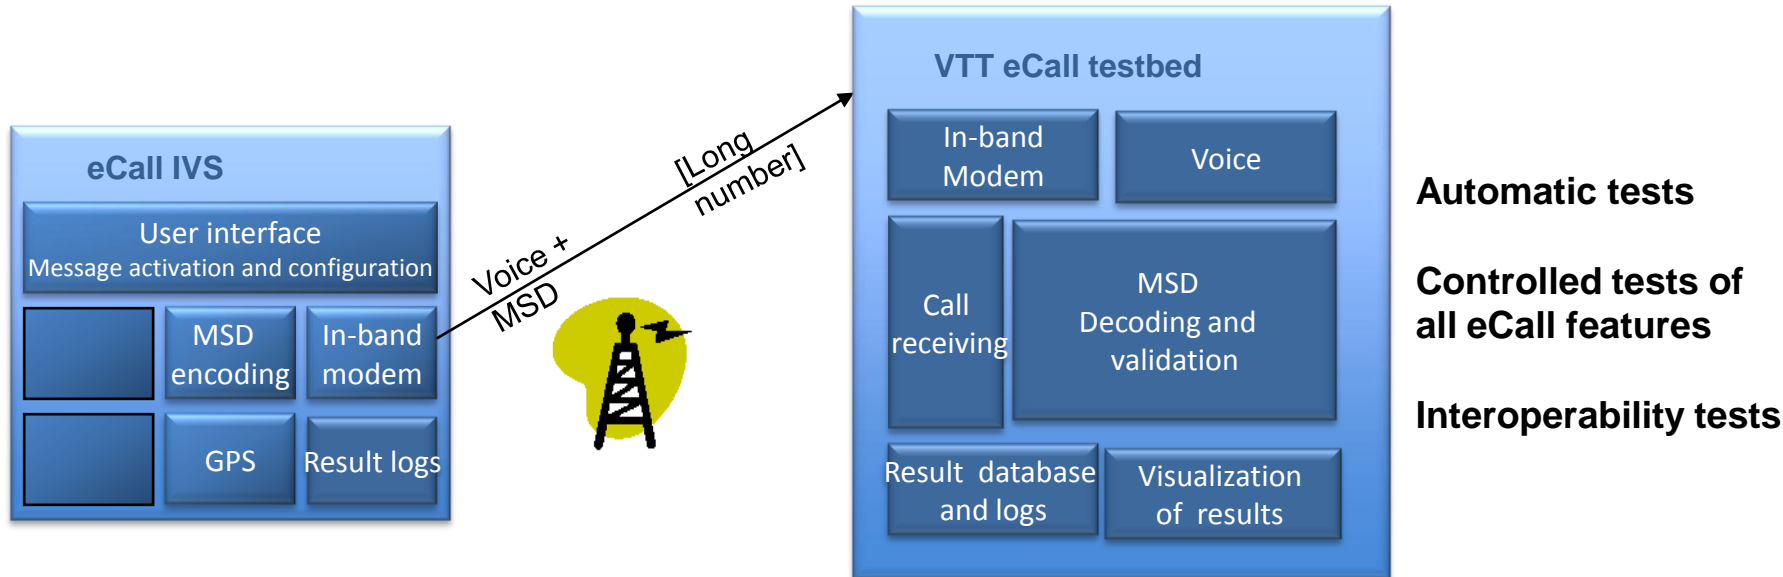 eCall IVS
User interface
Message activation and configuration
MSD
encoding
In-band
modem
GPS
Result logs
Voice +
MSD
[Long
number]
VTT eCall testbed
In-band
Modem
Voice
Call
receiving
MSD
Decoding and
validation
Result database
and logs
Visualization
of results
Automatic tests
Controlled tests of
all eCall features
Interoperability tests